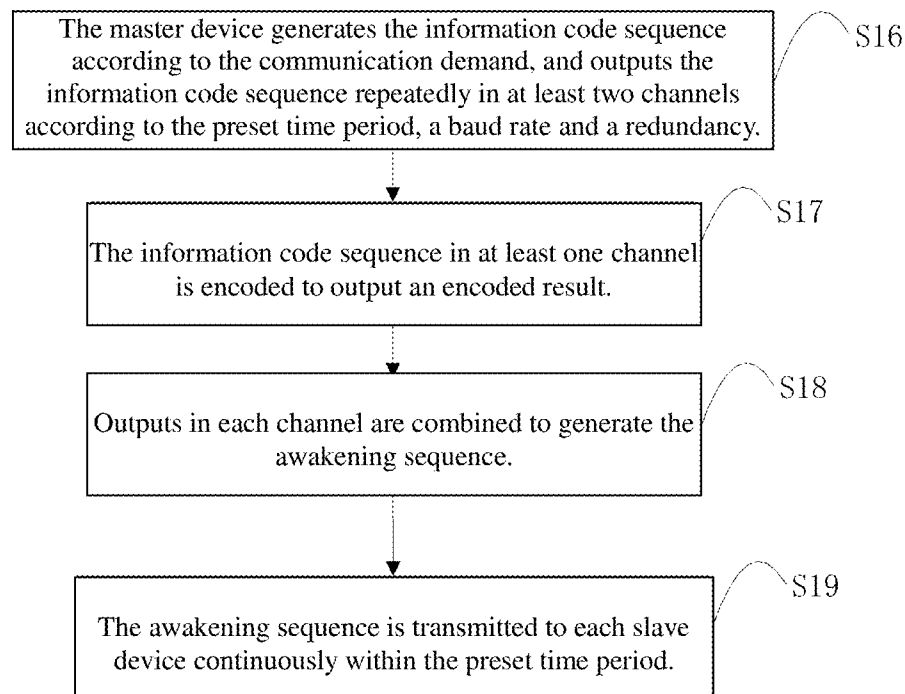 The master device generates the information code sequence
according to the communication demand, and outputs the
information code sequence repeatedly in at least two channels
according to the preset time period, a baud rate and a redundancy.
S16
The information code sequence in at least one channel
is encoded to output an encoded result.
S17
Outputs in each channel are combined to generate the
awakening sequence.
S18
The awakening sequence is transmitted to each slave
device continuously within the preset time period.
S19